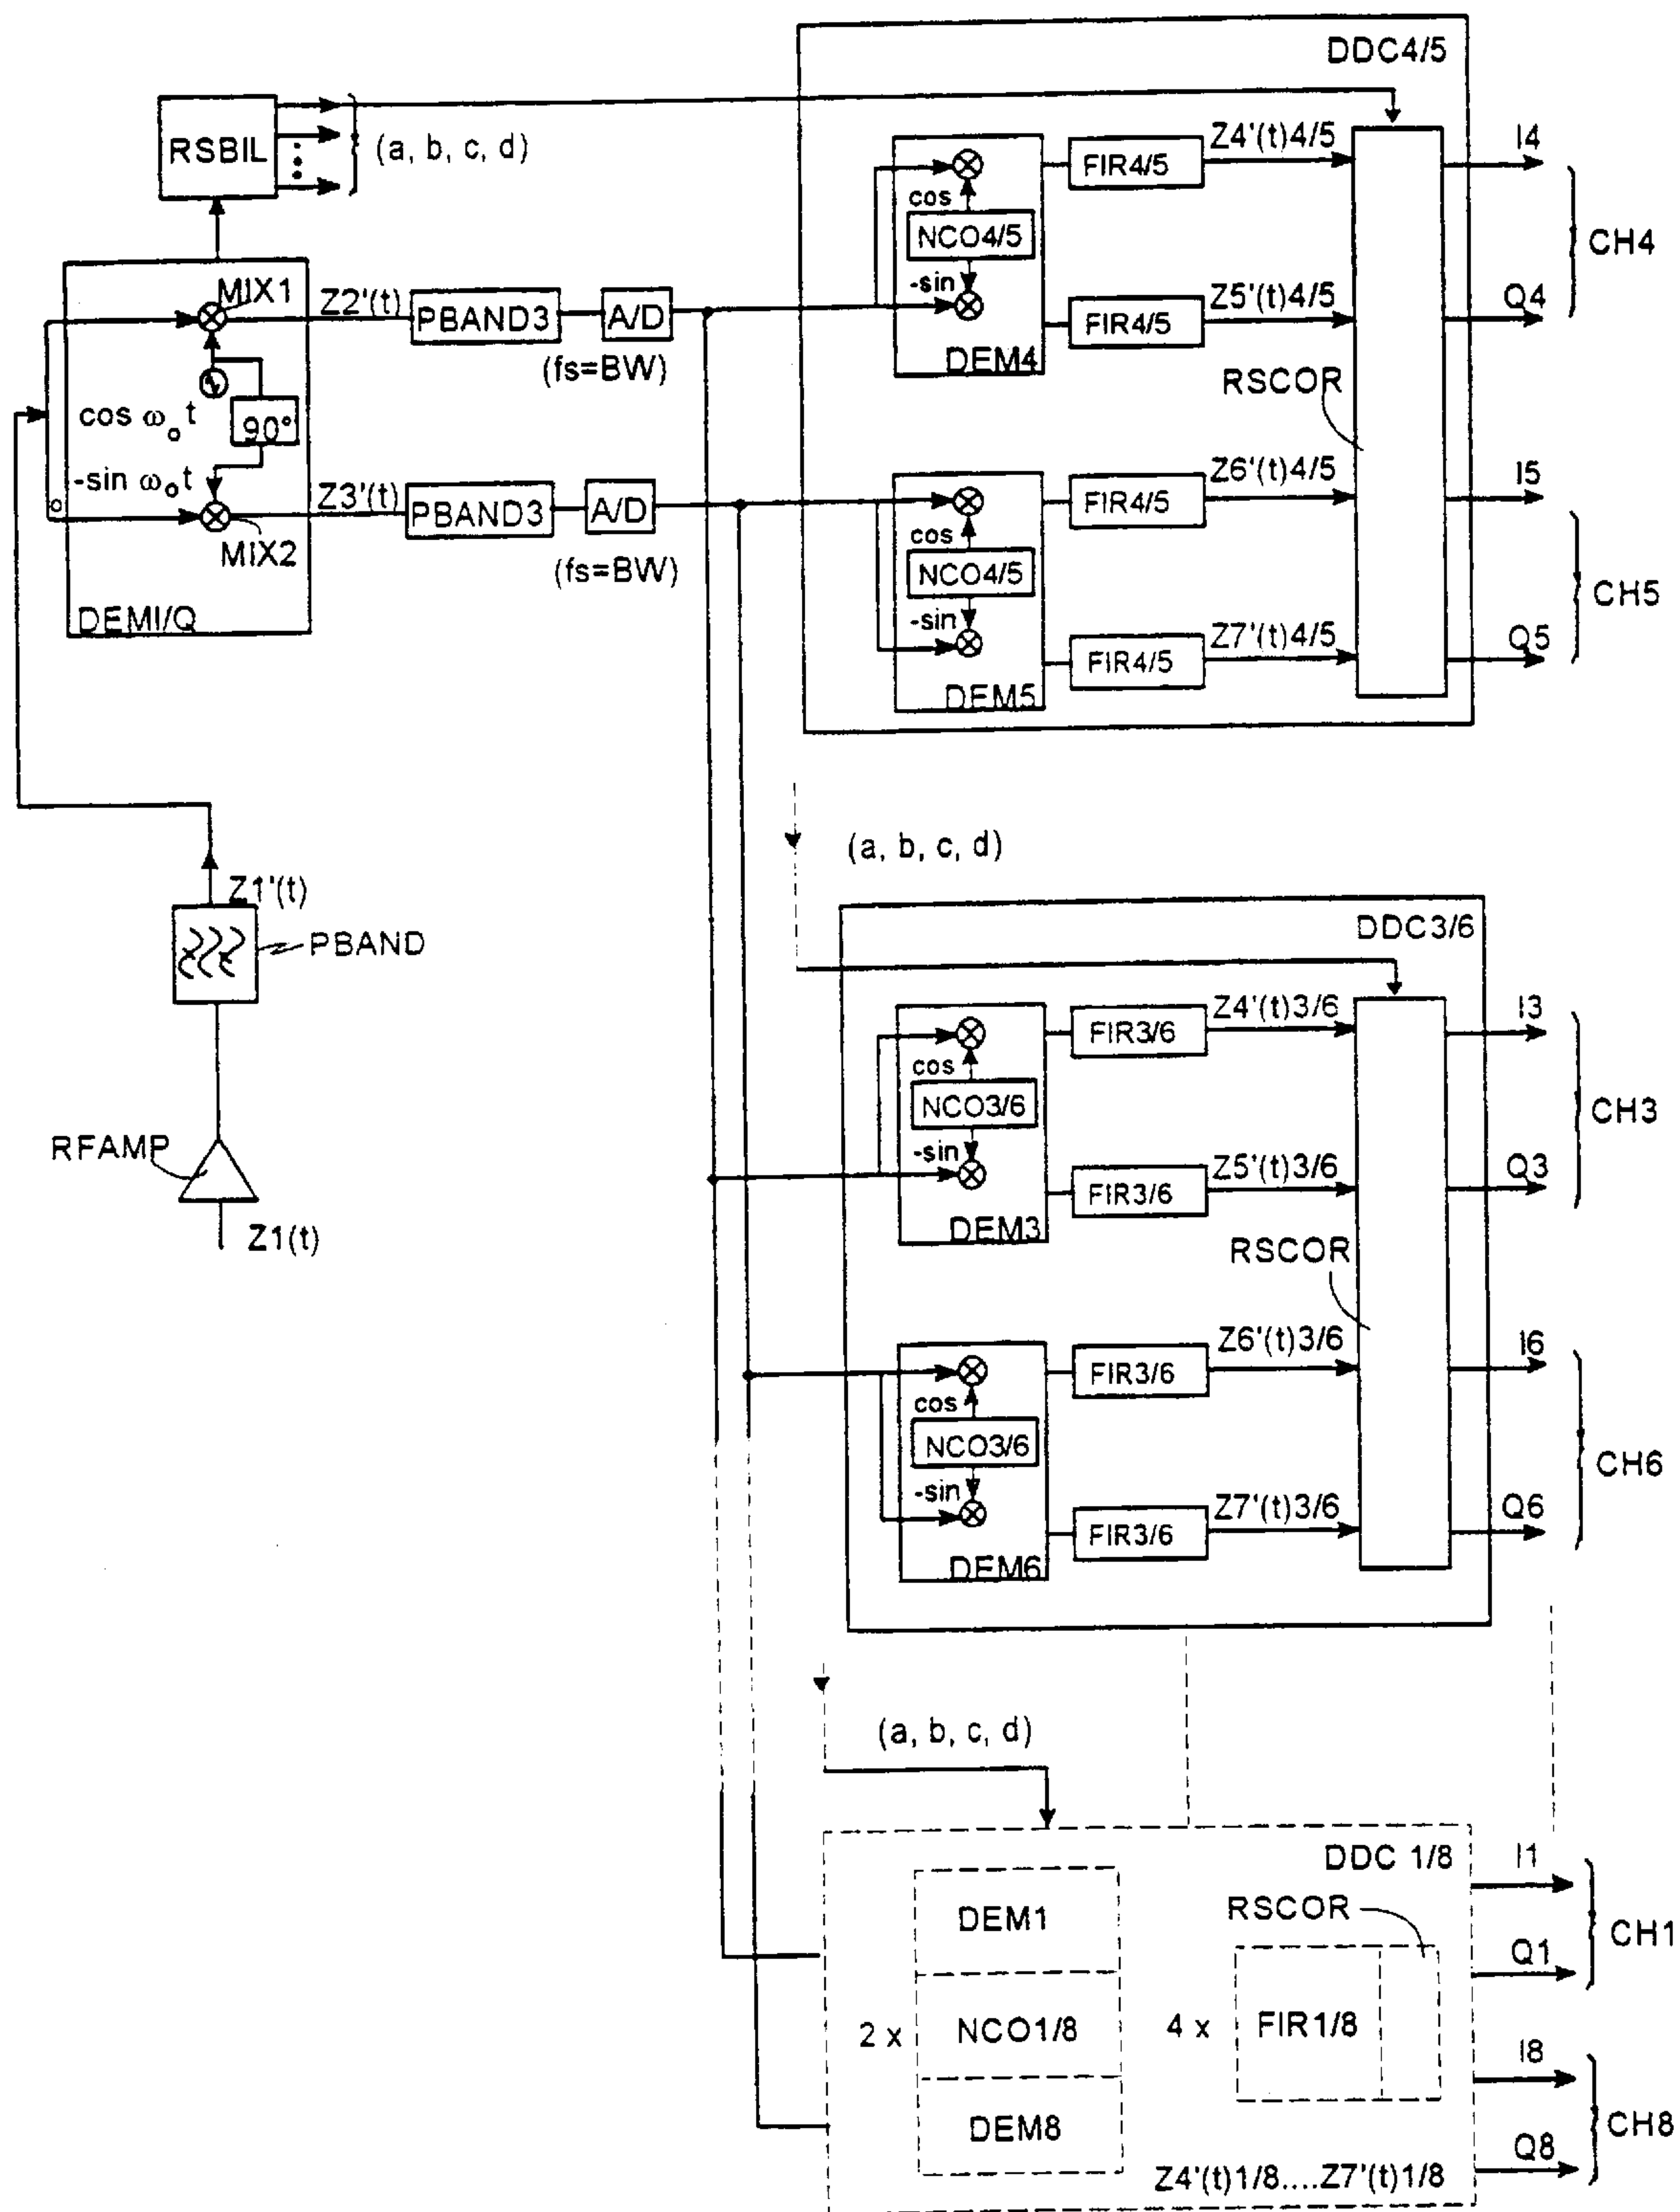 DDC4/5
RSBIL
(a, b, c, d)
Z4'(t)4/5
I4
FIR4/5
cos
NCO4/5
CH4
-sin
MIX1
Z2'(t)
PBAND3
A/D
Z5'(t)4/5
Q4
FIR4/5
(fs=BW)
DEM4
RSCOR
cos ωot
90°
-sin ωot
Z3'(t)
PBAND3
A/D
Z6'(t)4/5
I5
FIR4/5
cos
MIX2
(fs=BW)
NCO4/5
CH5
DEMI/Q
-sin
Z7'(t)4/5
Q5
FIR4/5
DEM5
(a, b, c, d)
Z1'(t)
PBAND
DDC3/6
Z4'(t)3/6
I3
FIR3/6
cos
NCO3/6
CH3
RFAMP
-sin
Z5'(t)3/6
Q3
FIR3/6
Z1(t)
DEM3
RSCOR
Z6'(t)3/6
I6
FIR3/6
cos
NCO3/6
CH6
-sin
Z7'(t)3/6
Q6
FIR3/6
DEM6
(a, b, c, d)
DDC 1/8
I1
DEM1
RSCOR
CH1
Q1
2 x
NCO1/8
4 x
FIR1/8
I8
DEM8
CH8
Q8
Z4'(t)1/8....Z7'(t)1/8